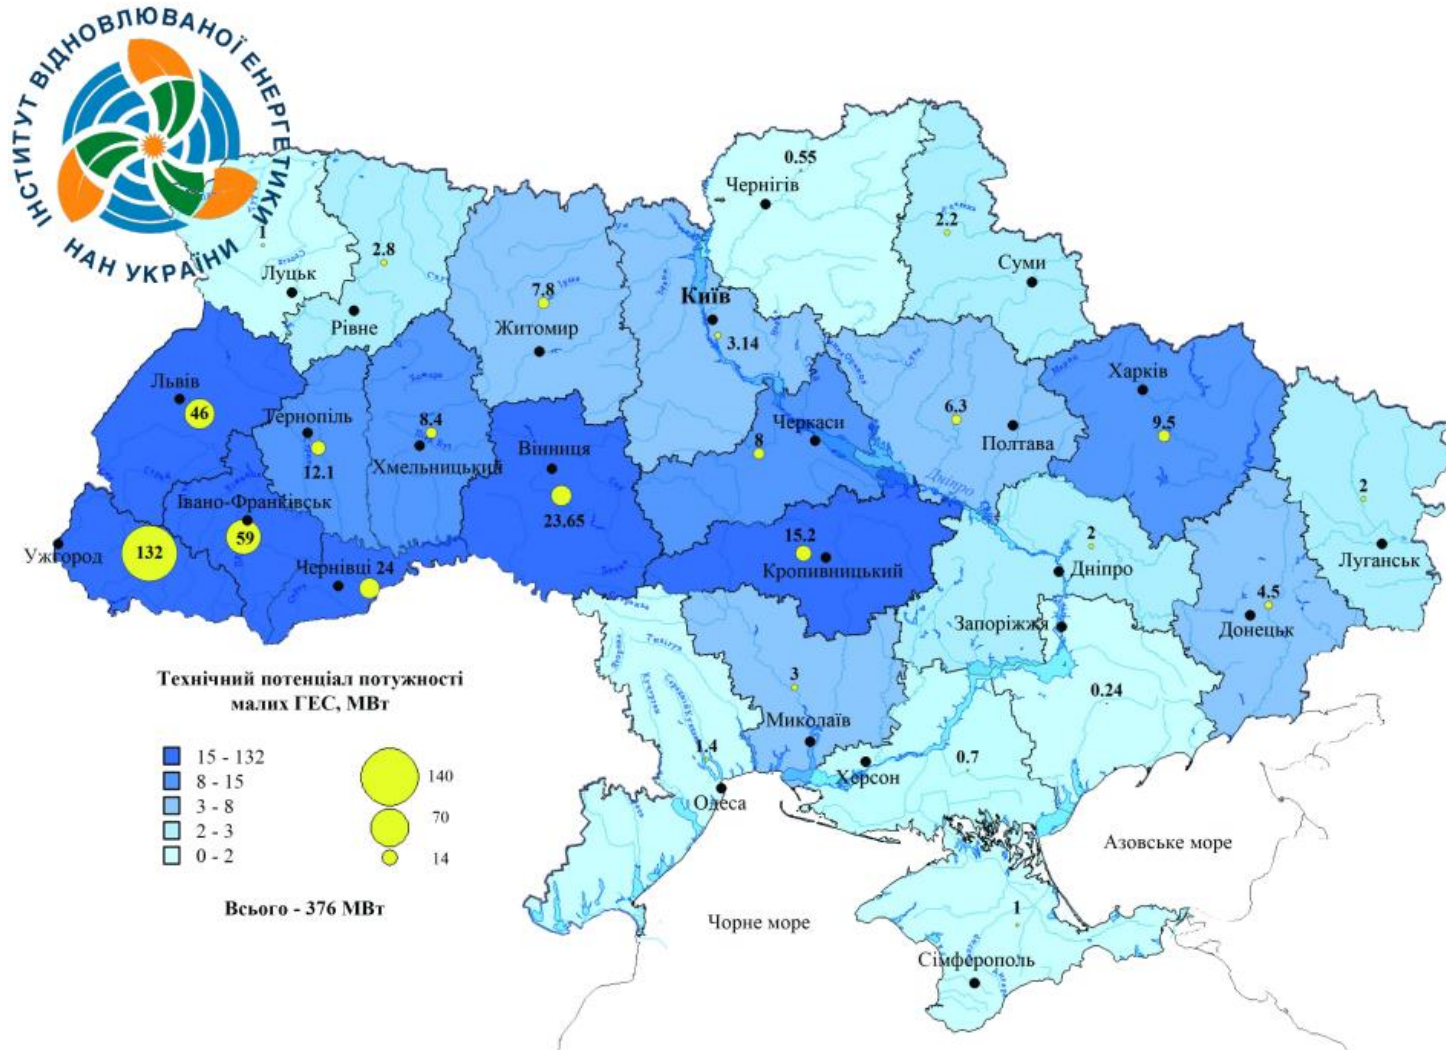 ІНСТИТУТ ВІДНОВЛЮВАНОЇ ЕНЕРГЕТИКИ
НАН УКРАЇНИ
0.55
Чернігів
2.2
Суми
1
Луцьк
2.8
Рівне
7.8
Житомир
Київ
3.14
Львів
46
Тернопіль
12.1
8.4
Хмельницький
Вінниця
23.65
Черкаси
8
6.3
Полтава
Харків
9.5
2
Луганськ
Дніпро
Івано-Франківськ
59
Ужгород
132
Чернівці 24
15.2
Кропивницький
2
Дніпро
Запоріжжя
4.5
Донецьк
0.24
3
Миколаїв
1.4
Одеса
Херсон
0.7
Азовське море
Чорне море
1
Сімферополь
Технічний потенціал потужності
малих ГЕС, МВт
15 - 132
8 - 15
3 - 8
2 - 3
0 - 2
140
70
14
Всього - 376 МВт